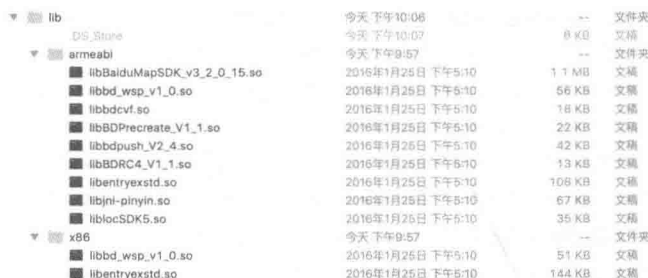 lib 今天 下午10:06 -- 文件夹
.DS_Store 今天 下午10:07 6 KB 文稿
armeabi 今天 下午9:57 -- 文件夹
libBaiduMapSDK_v3_2_0_15.so 2016年1月25日 下午5:10 1.1 MB 文稿
libbd_wsp_v1_0.so 2016年1月25日 下午5:10 56 KB 文稿
libbdcvf.so 2016年1月25日 下午5:10 18 KB 文稿
libBDPrecreate_V1_1.so 2016年1月25日 下午5:10 22 KB 文稿
libbdpush_V2_4.so 2016年1月25日 下午5:10 42 KB 文稿
libBDRC4_V1_1.so 2016年1月25日 下午5:10 13 KB 文稿
libentryexstd.so 2016年1月25日 下午5:10 106 KB 文稿
libjni-pinyin.so 2016年1月25日 下午5:10 67 KB 文稿
liblocSDK5.so 2016年1月25日 下午5:10 35 KB 文稿
x86 今天 下午9:57 -- 文件夹
libbd_wsp_v1_0.so 2016年1月25日 下午5:10 51 KB 文稿
libentryexstd.so 2016年1月25日 下午5:10 144 KB 文稿